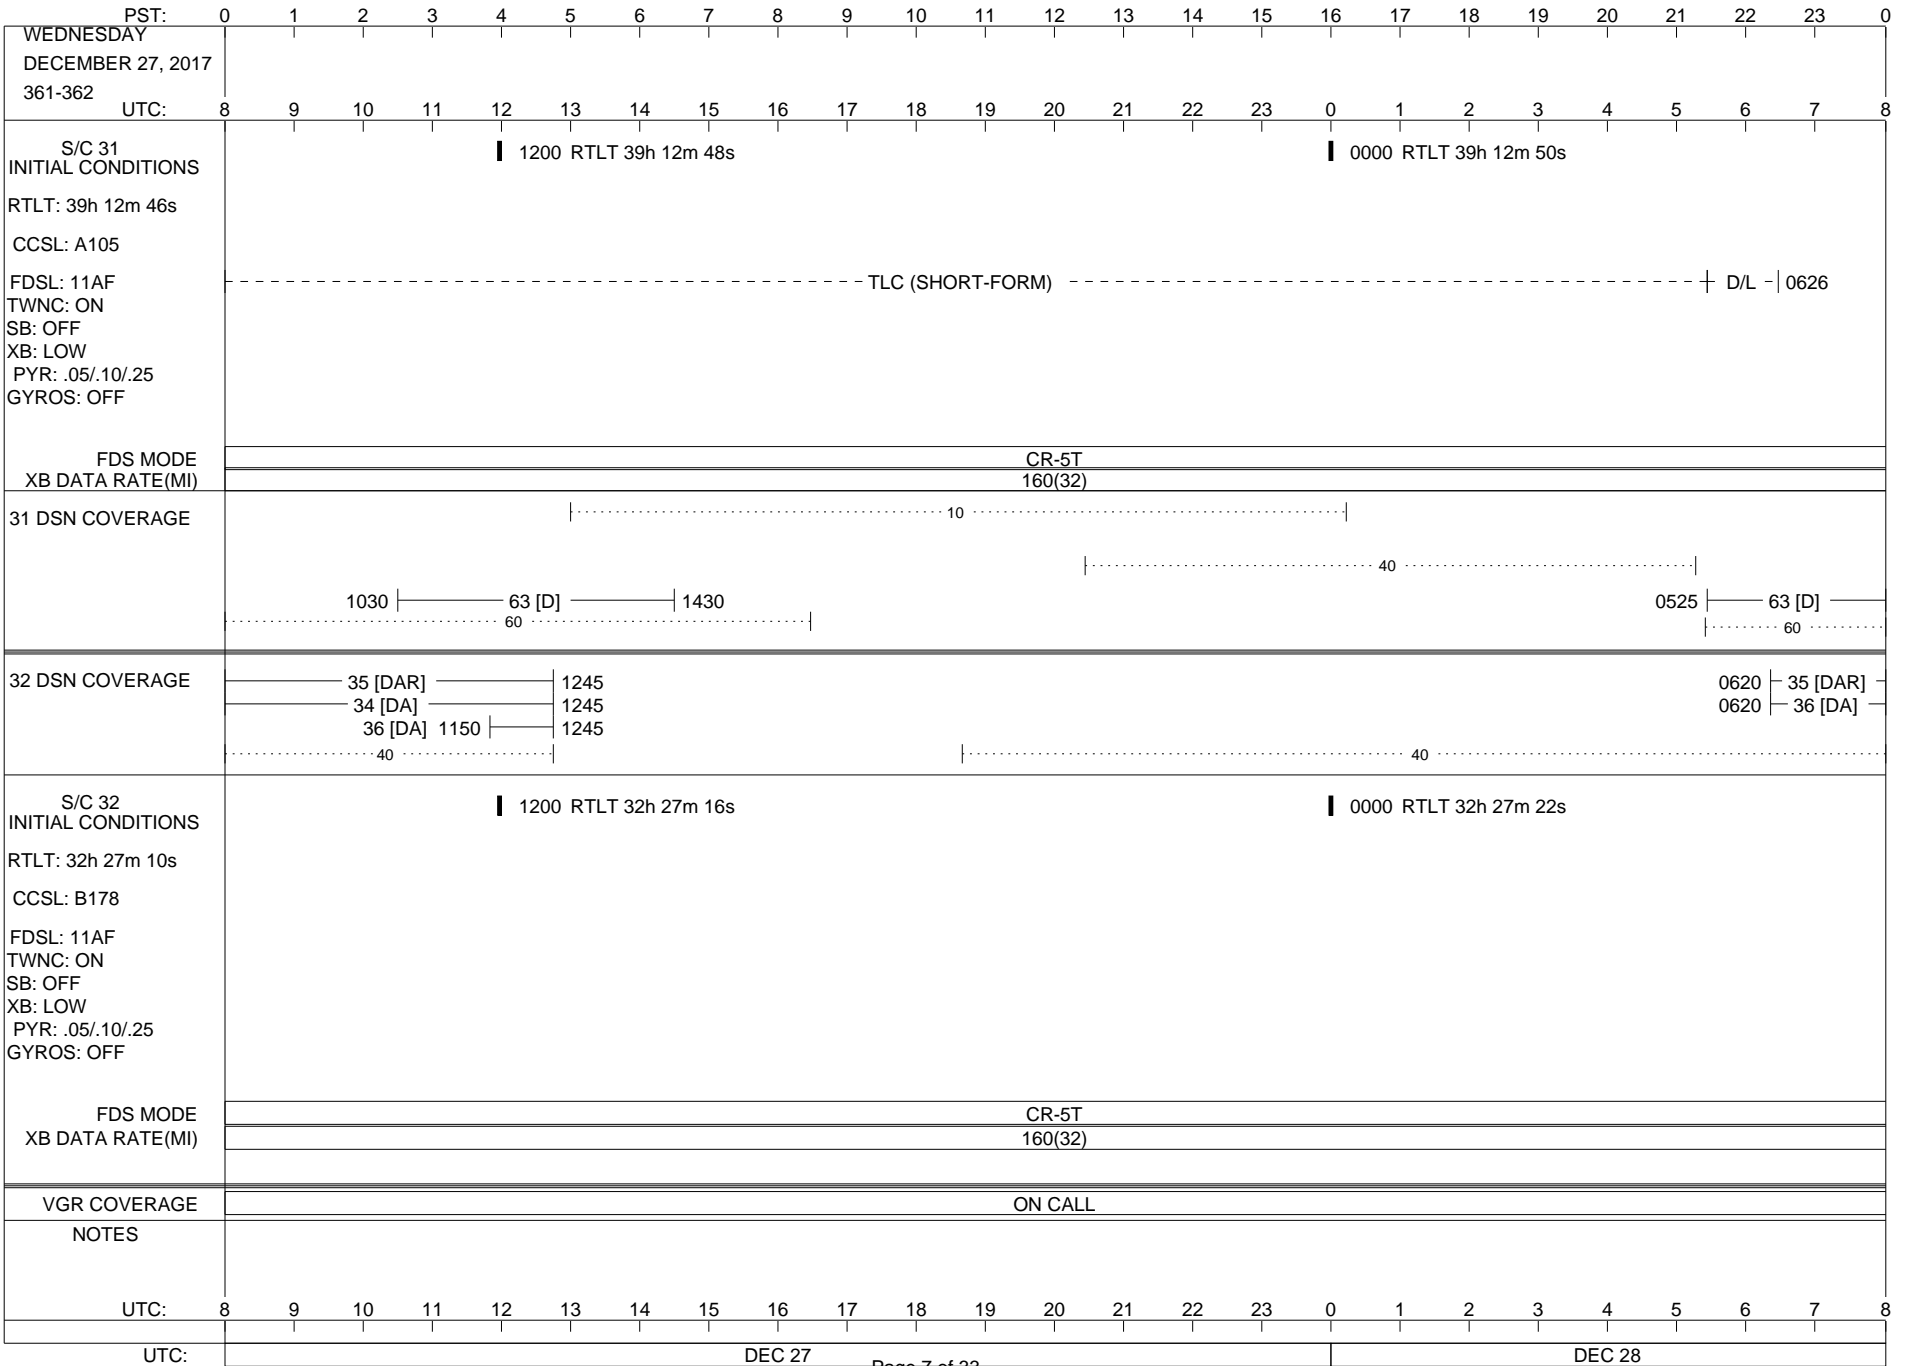 PST: 0 1 2 3 4 5 6 7 8 9 10 11 12 13 14 15 16 17 18 19 20 21 22 23 0
WEDNESDAY
DECEMBER 27, 2017
361-362
UTC: 8 9 10 11 12 13 14 15 16 17 18 19 20 21 22 23 0 1 2 3 4 5 6 7 8
S/C 31
INITIAL CONDITIONS
1200 RTLT 39h 12m 48s
0000 RTLT 39h 12m 50s
RTLT: 39h 12m 46s
CCSL: A105
FDSL: 11AF
TLC (SHORT-FORM)
D/L
0626
TWNC: ON
SB: OFF
XB: LOW
PYR: .05/.10/.25
GYROS: OFF
FDS MODE
CR-5T
XB DATA RATE(MI)
160(32)
31 DSN COVERAGE
10
40
1030 63 [D] 1430
0525 63 [D]
60
60
32 DSN COVERAGE
35 [DAR] 1245
0620 35 [DAR]
34 [DA] 1245
0620 36 [DA]
36 [DA] 1150 1245
40
40
S/C 32
INITIAL CONDITIONS
1200 RTLT 32h 27m 16s
0000 RTLT 32h 27m 22s
RTLT: 32h 27m 10s
CCSL: B178
FDSL: 11AF
TWNC: ON
SB: OFF
XB: LOW
PYR: .05/.10/.25
GYROS: OFF
FDS MODE
CR-5T
XB DATA RATE(MI)
160(32)
VGR COVERAGE
ON CALL
NOTES
UTC: 8 9 10 11 12 13 14 15 16 17 18 19 20 21 22 23 0 1 2 3 4 5 6 7 8
UTC: DEC 27 DEC 28
Page 7 of 33